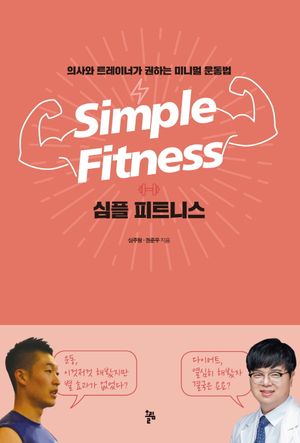 의사와 트레이너가 권하는 미니멀 운동법
Simple
Fitness
심플 피트니스
심주원 · 권준우 지음
운동,
이것저것 해봤지만
별 효과가 없었다?
다이어트,
열심히 해봤자
결국은 요요?